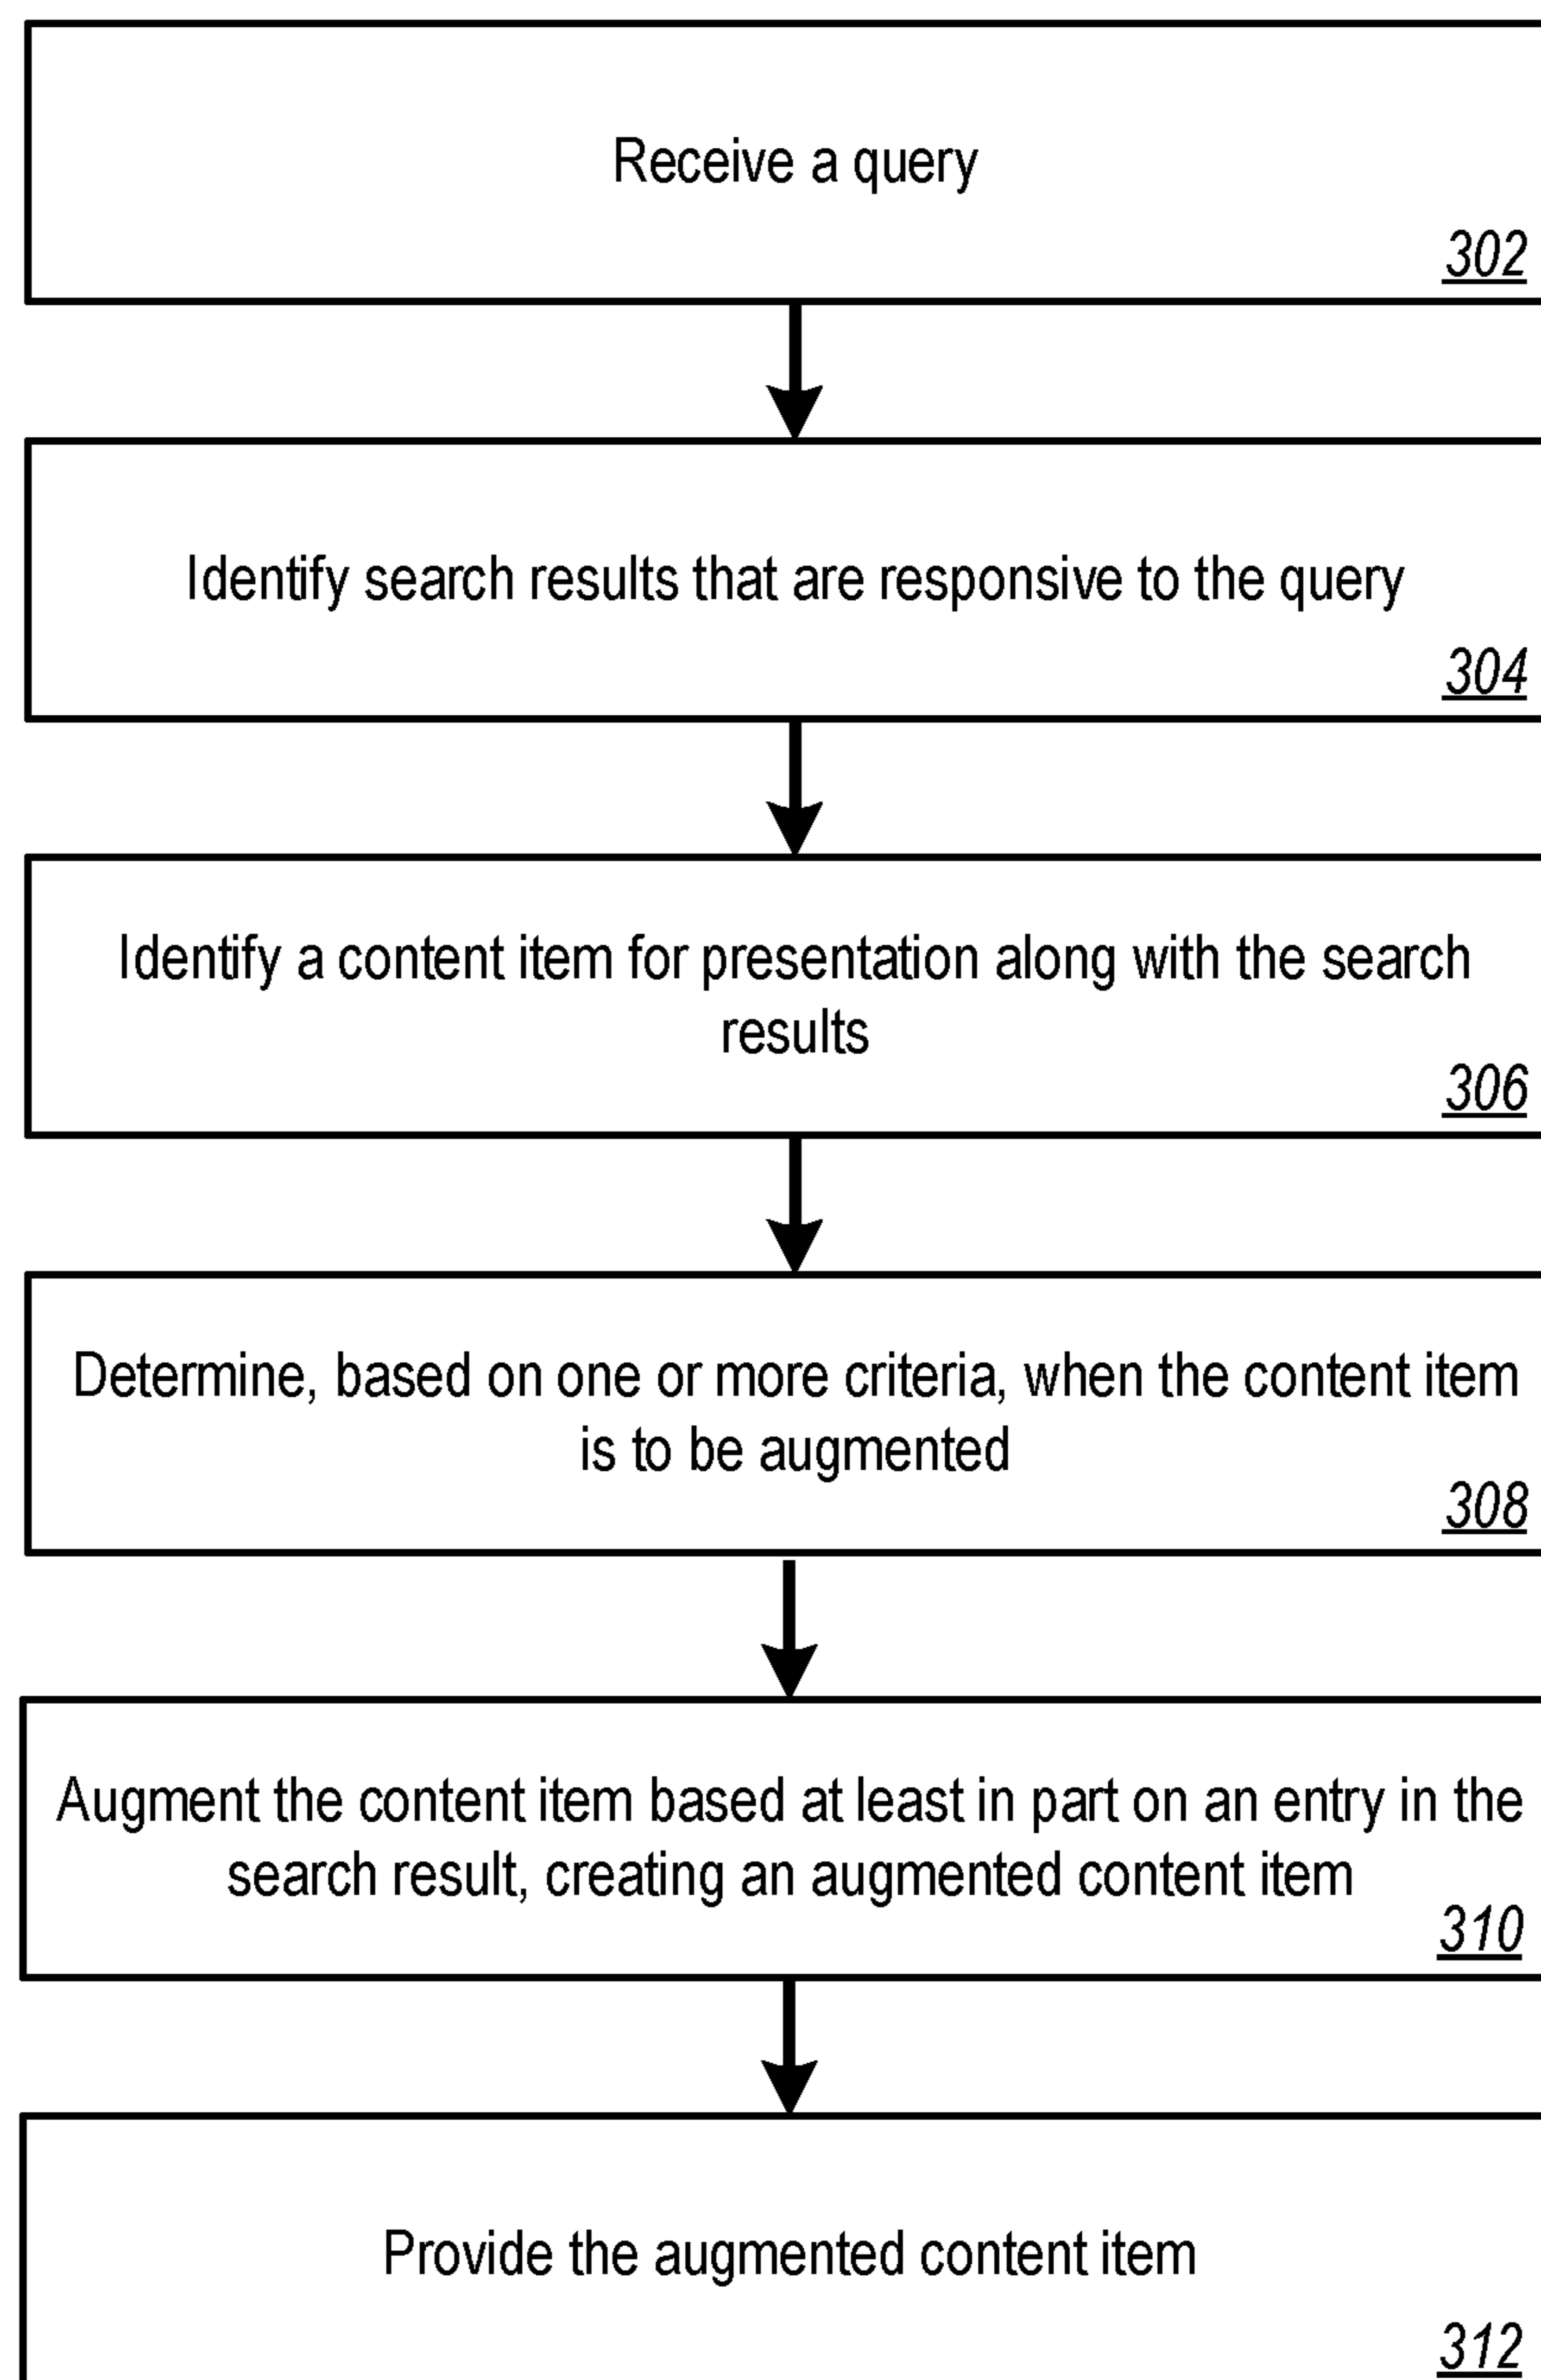 Receive a query
302
Identify search results that are responsive to the query
304
Identify a content item for presentation along with the search
results
306
Determine, based on one or more criteria, when the content item
is to be augmented
308
Augment the content item based at least in part on an entry in the
search result, creating an augmented content item
310
Provide the augmented content item
312